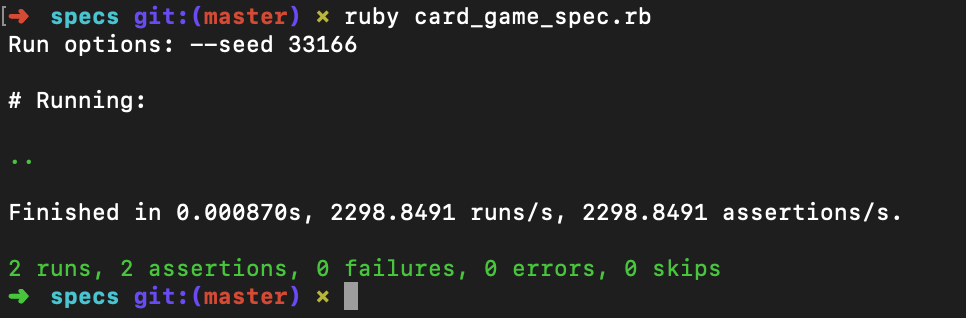 [➜ specs git:(master) ✗ ruby card_game_spec.rb
Run options: --seed 33166
# Running:
..
Finished in 0.000870s, 2298.8491 runs/s, 2298.8491 assertions/s.
2 runs, 2 assertions, 0 failures, 0 errors, 0 skips
➜ specs git:(master) ✗